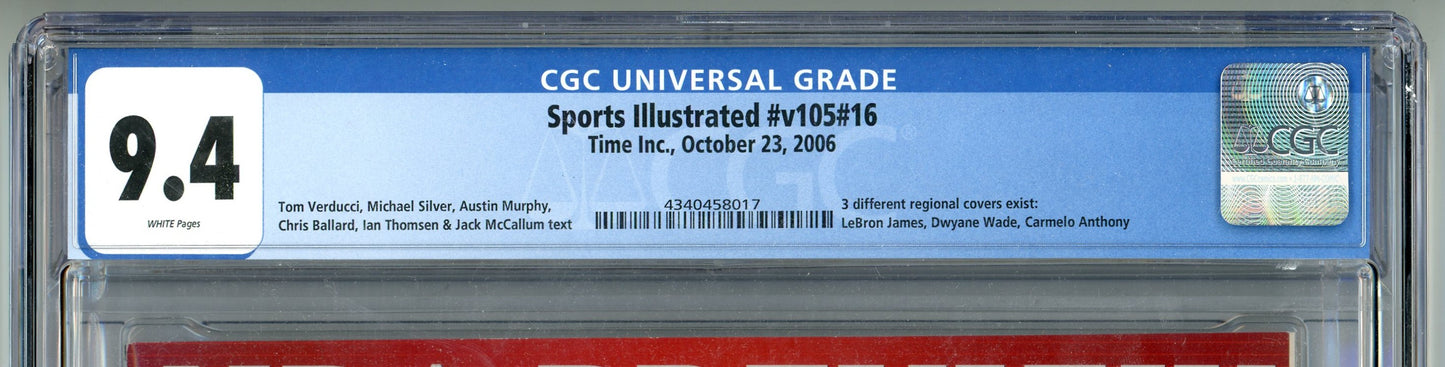 CGC UNIVERSAL GRADE
9.4
WHITE Pages
Sports Illustrated #v105#16
Time Inc., October 23, 2006
Tom Verducci, Michael Silver, Austin Murphy,
Chris Ballard, Ian Thomsen & Jack McCallum text
4340458017
3 different regional covers exist:
LeBron James, Dwyane Wade, Carmelo Anthony
CGC
CGC